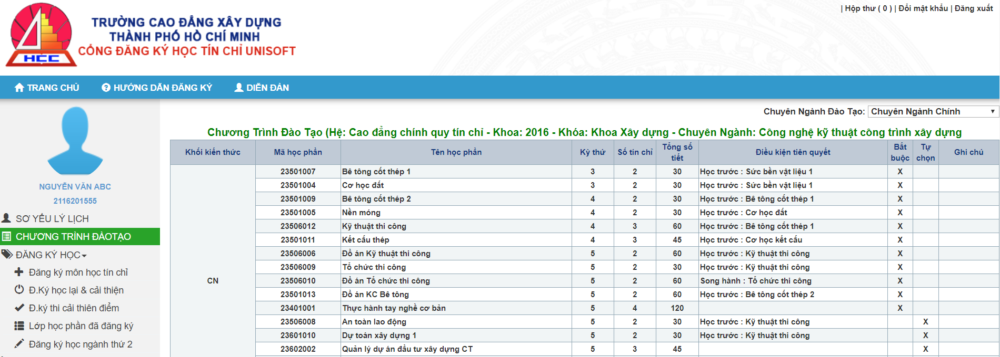 | Hộp thư ( 0 ) | Đổi mật khẩu | Đăng xuất
HCC
TRƯỜNG CAO ĐẲNG XÂY DỰNG
THÀNH PHỐ HỒ CHÍ MINH
CỔNG ĐĂNG KÝ HỌC TÍN CHỈ UNISOFT
TRANG CHỦ HƯỚNG DẪN ĐĂNG KÝ DIỄN ĐÀN
NGUYỄN VĂN ABC
2116201555
SƠ YẾU LÝ LỊCH
CHƯƠNG TRÌNH ĐÀOTẠO
ĐĂNG KÝ HỌC
Đăng ký môn học tín chỉ
Đ.Ký học lại & cải thiện
Đ.ký thi cải thiên điểm
Lớp học phần đã đăng ký
Đăng ký học ngành thứ 2
Chuyên Ngành Đào Tạo: Chuyên Ngành Chính
Chương Trình Đào Tạo (Hệ: Cao đẳng chính quy tín chỉ - Khoa: 2016 - Khóa: Khoa Xây dựng - Chuyên Ngành: Công nghệ kỹ thuật công trình xây dựng
Khối kiến thức Mã học phần Tên học phần Kỳ thứ Số tín chỉ Tổng số tiết Điều kiện tiên quyết Bắt buộc Tự chọn Ghi chú
CN
23501007 Bê tông cốt thép 1 3 2 30 Học trước : Sức bền vật liệu 1 X
23501004 Cơ học đất 3 2 30 Học trước : Sức bền vật liệu 1 X
23501009 Bê tông cốt thép 2 4 2 30 Học trước : Bê tông cốt thép 1 X
23501005 Nền móng 4 2 30 Học trước : Cơ học đất X
23506012 Kỹ thuật thi công 4 3 60 Học trước : Bê tông cốt thép 1 X
23501011 Kết cấu thép 4 3 45 Học trước : Cơ học kết cấu X
23506006 Đồ án Kỹ thuật thi công 5 2 60 Học trước : Kỹ thuật thi công X
23506009 Tổ chức thi công 5 2 30 Học trước : Kỹ thuật thi công X
23506010 Đồ án Tổ chức thi công 5 2 60 Song hành : Tổ chức thi công X
23501013 Đồ án KC Bê tông 5 2 60 Học trước : Bê tông cốt thép 2 X
23401001 Thực hành tay nghề cơ bản 5 4 120 X
23506008 An toàn lao động 5 2 30 Học trước : Kỹ thuật thi công X
23601010 Dự toán xây dựng 1 5 2 30 Học trước : Kỹ thuật thi công X
23602002 Quản lý dự án đầu tư xây dựng CT 5 3 45 X